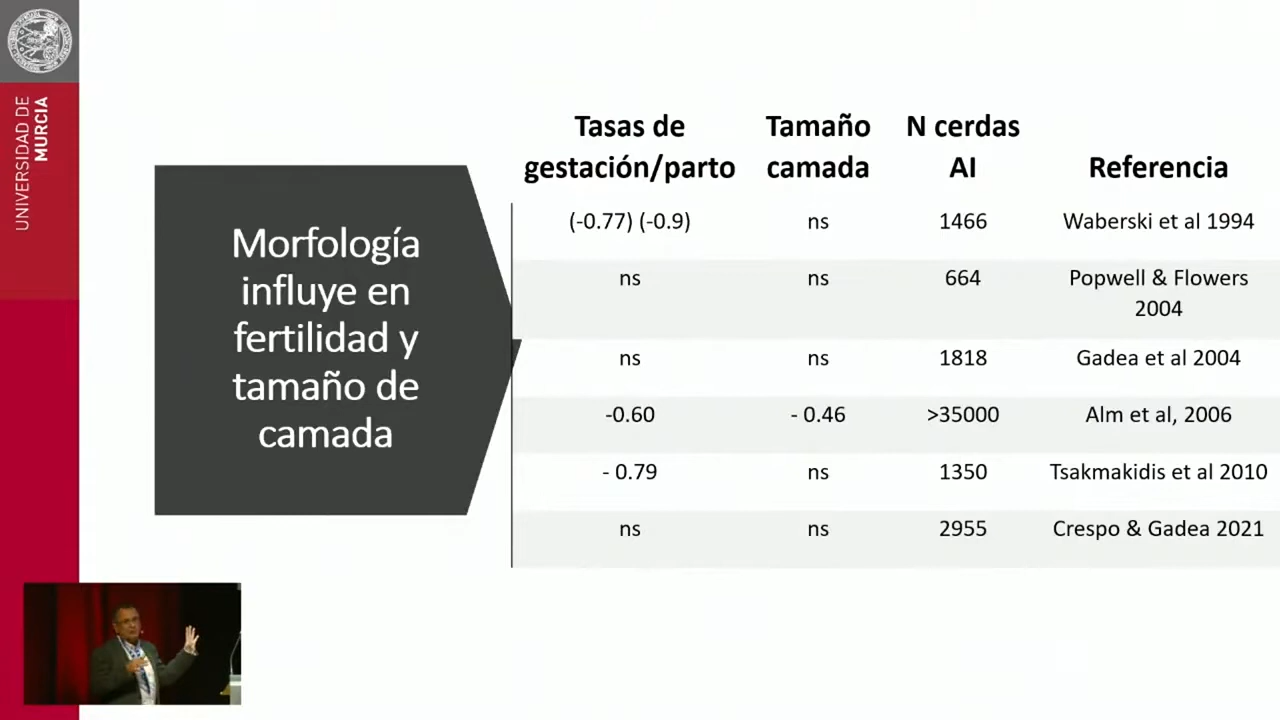 UNIVERSIDAD DE
MURCIA
Morfología
influye en
fertilidad y
tamaño de
camada
Tasas de gestación/parto Tamaño camada N cerdas AI Referencia
(-0.77) (-0.9) ns 1466 Waberski et al 1994
ns ns 664 Popwell & Flowers 2004
ns ns 1818 Gadea et al 2004
-0.60 - 0.46 >35000 Alm et al, 2006
- 0.79 ns 1350 Tsakmakidis et al 2010
ns ns 2955 Crespo & Gadea 2021